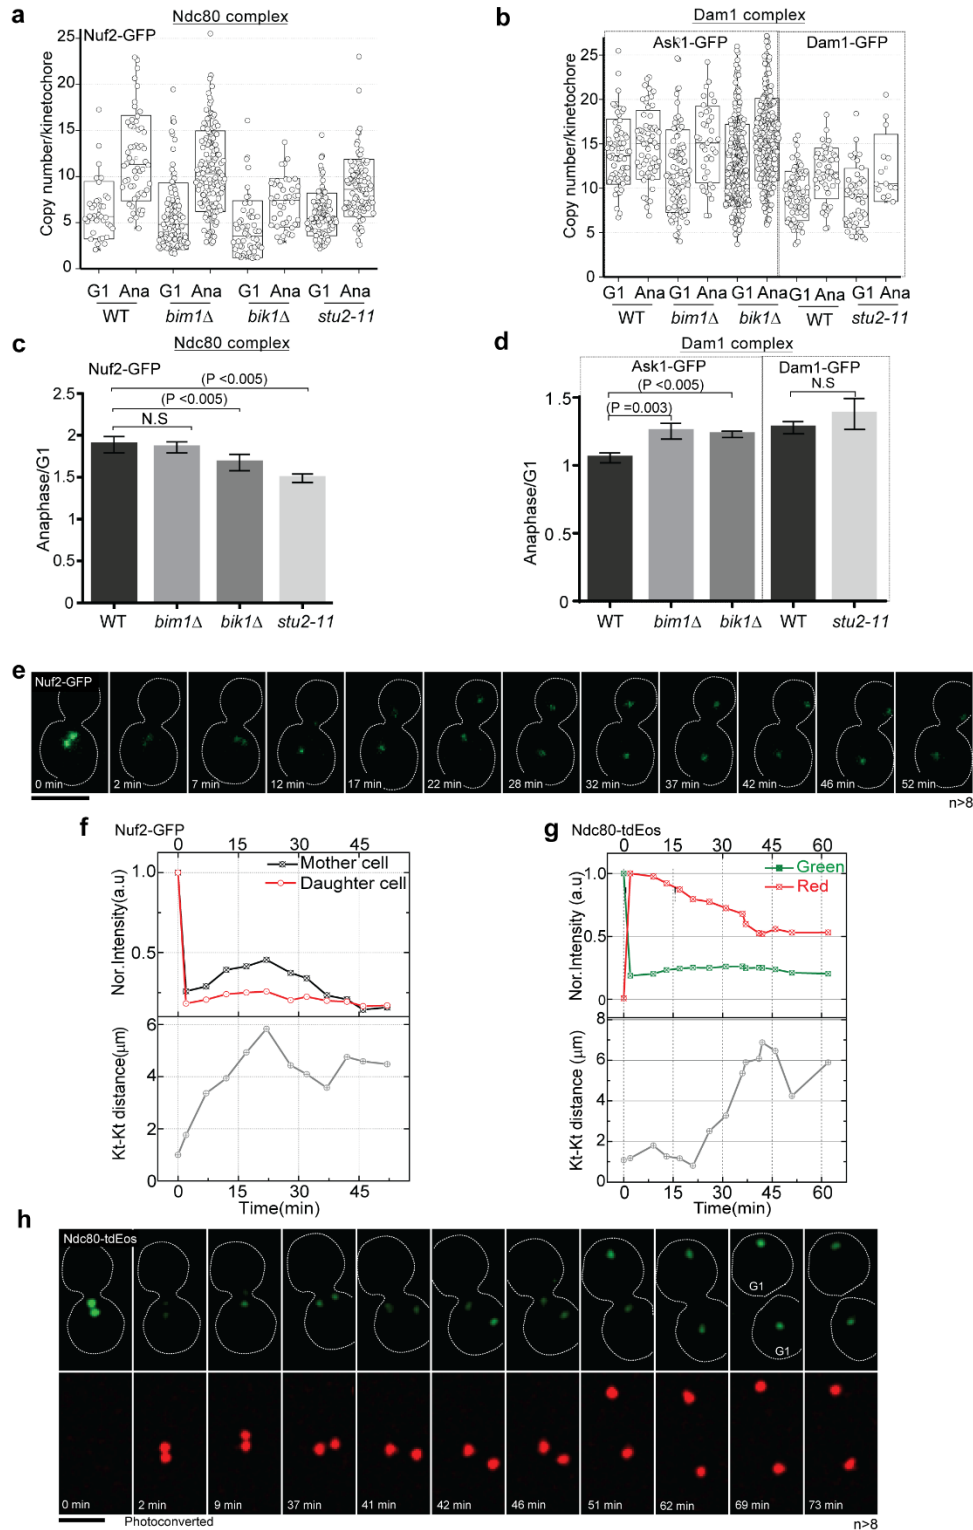 a
Ndc80 complex
Nuf2-GFP
Copy number/kinetochore
25
20
15
10
5
0
G1 Ana G1 Ana G1 Ana G1 Ana
WT bim1Δ bik1Δ stu2-11
b
Dam1 complex
Ask1-GFP Dam1-GFP
Copy number/kinetochore
25
20
15
10
5
0
G1 Ana G1 Ana G1 Ana G1 Ana G1 Ana
WT bim1Δ bik1Δ WT stu2-11
c
Ndc80 complex
Nuf2-GFP
(P <0.005)
(P <0.005)
N.S
Anaphase/G1
2.5
2
1.5
1
0.5
0
WT bim1Δ bik1Δ stu2-11
d
Dam1 complex
Ask1-GFP Dam1-GFP
(P <0.005)
(P =0.003)
N.S
Anaphase/G1
1.5
1
0.5
0
WT bim1Δ bik1Δ WT stu2-11
e
Nuf2-GFP
0 min 2 min 7 min 12 min 17 min 22 min 28 min 32 min 37 min 42 min 46 min 52 min
n>8
f
Nuf2-GFP
0 15 30 45
Mother cell
Daughter cell
Nor.Intensity(a.u)
1.0
0.5
Kt-Kt distance(μm)
6
4
2
0
0 15 30 45
Time(min)
g
Ndc80-tdEos
0 15 30 45 62
Green
Red
Nor.Intensity (a.u)
1.0
0.5
0
Kt-Kt distance (μm)
8
6
4
2
0
0 15 30 45 60
Time(min)
h
Ndc80-tdEos
G1
G1
0 min 2 min 9 min 37 min 41 min 42 min 46 min 51 min 62 min 69 min 73 min
Photoconverted
n>8